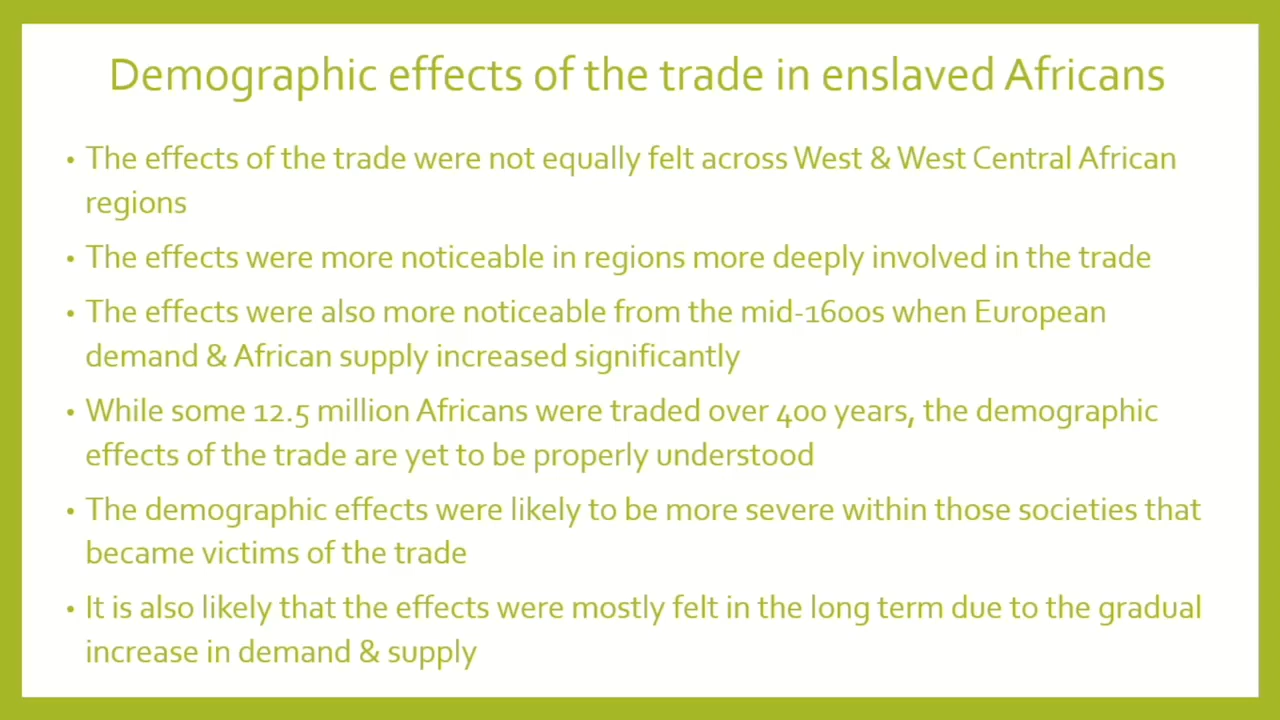 Demographic effects of the trade in enslaved Africans
• The effects of the trade were not equally felt across West & West Central African
regions
• The effects were more noticeable in regions more deeply involved in the trade
• The effects were also more noticeable from the mid-1600s when European
demand & African supply increased significantly
• While some 12.5 million Africans were traded over 400 years, the demographic
effects of the trade are yet to be properly understood
• The demographic effects were likely to be more severe within those societies that
became victims of the trade
• It is also likely that the effects were mostly felt in the long term due to the gradual
increase in demand & supply